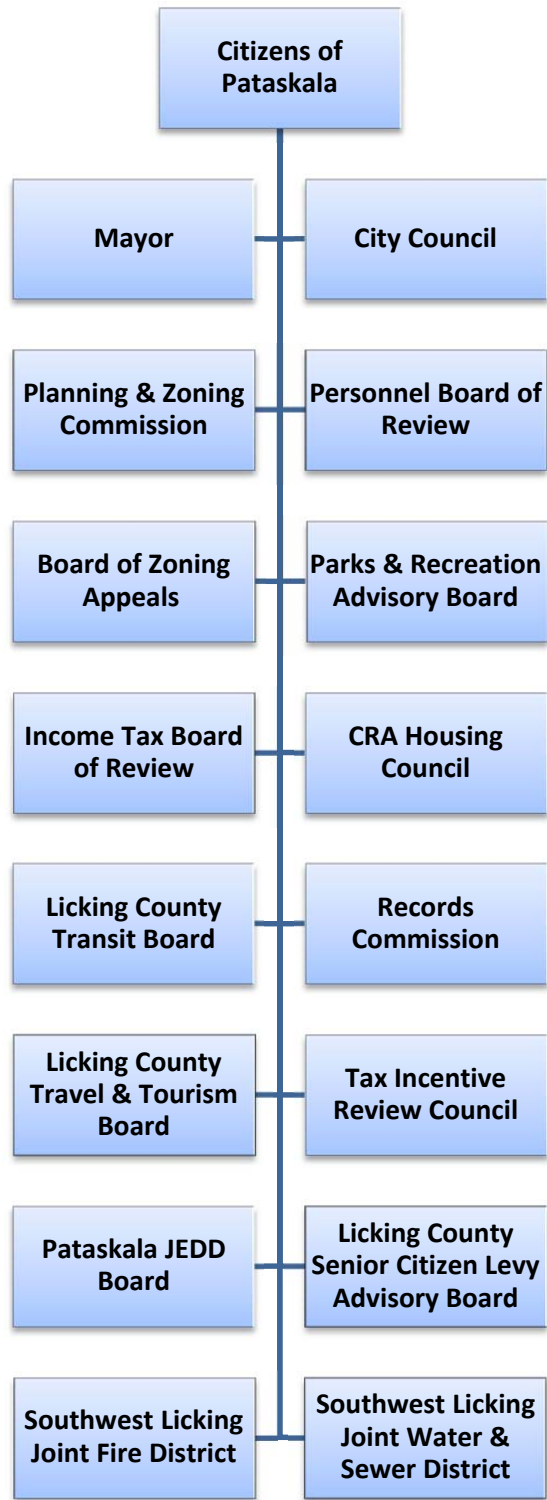 Citizens of
Pataskala
Mayor
City Council
Planning & Zoning
Commission
Personnel Board of
Review
Board of Zoning
Appeals
Parks & Recreation
Advisory Board
Income Tax Board
of Review
CRA Housing
Council
Licking County
Transit Board
Records
Commission
Licking County
Travel & Tourism
Board
Tax Incentive
Review Council
Pataskala JEDD
Board
Licking County
Senior Citizen Levy
Advisory Board
Southwest Licking
Joint Fire District
Southwest Licking
Joint Water &
Sewer District